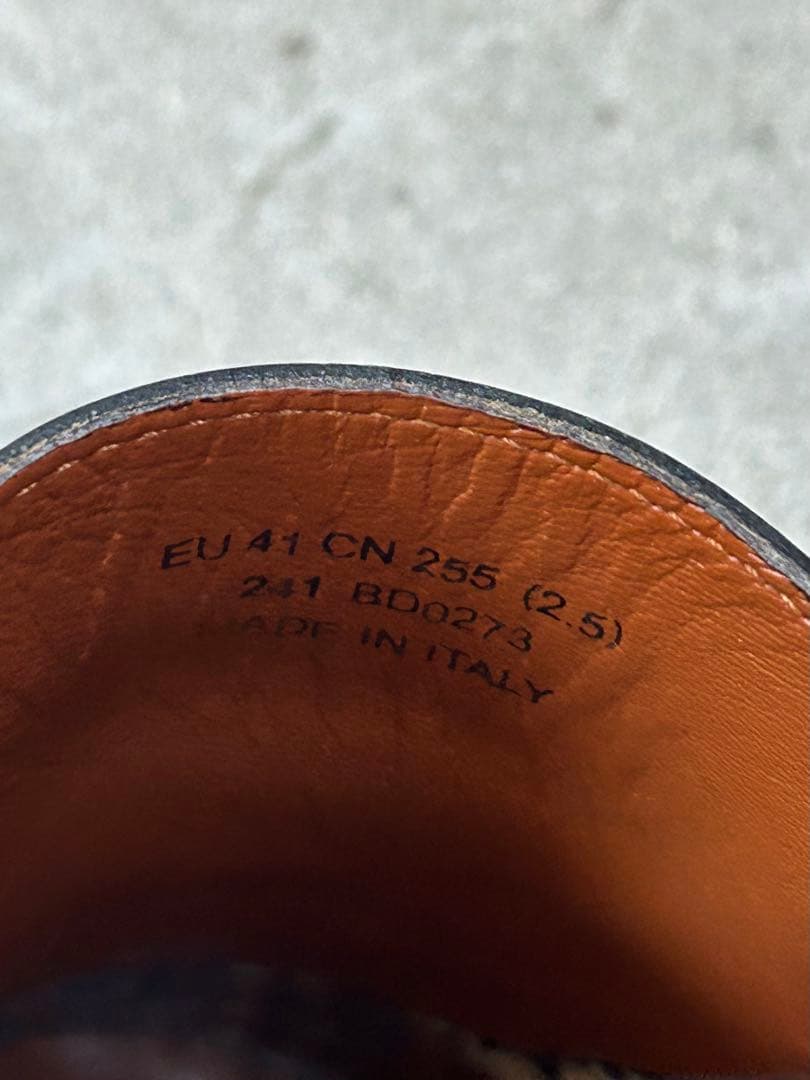 EU 41 CN 255 (2.5)
241 BD0273
MADE IN ITALY